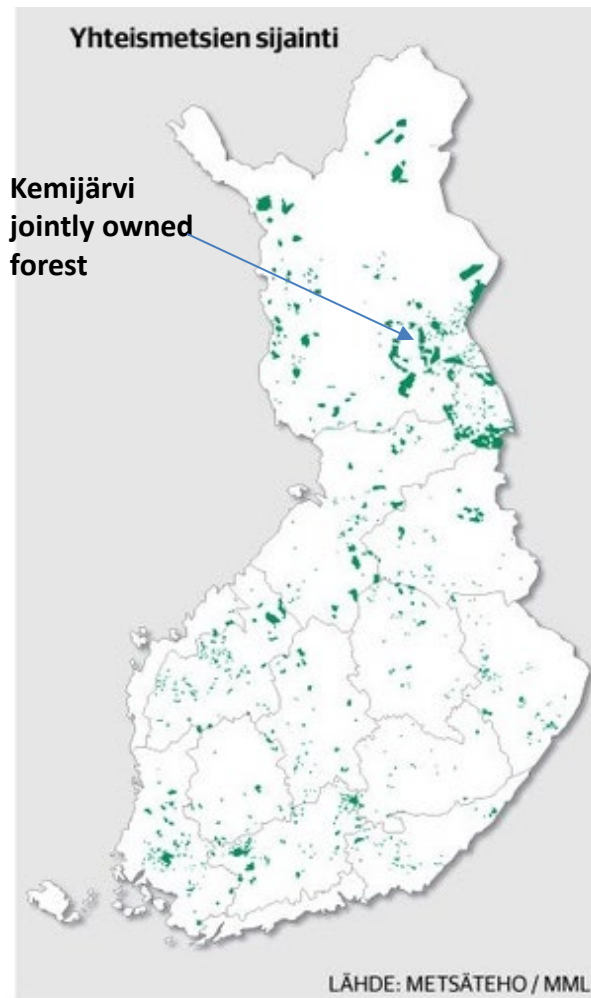 Yhteismetsien sijainti
Kemijärvi
jointly owned
forest
LÄHDE: METSÄTEHO / MML